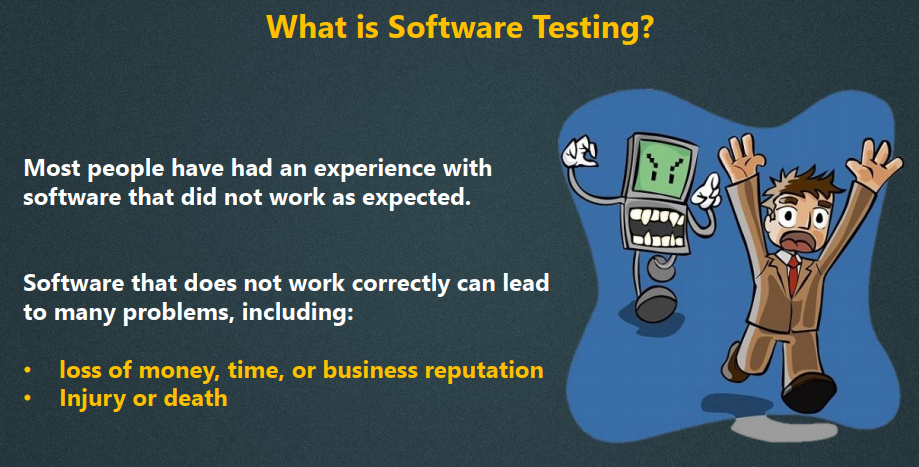 What is Software Testing?
Most people have had an experience with
software that did not work as expected.
Software that does not work correctly can lead
to many problems, including:
• loss of money, time, or business reputation
• Injury or death